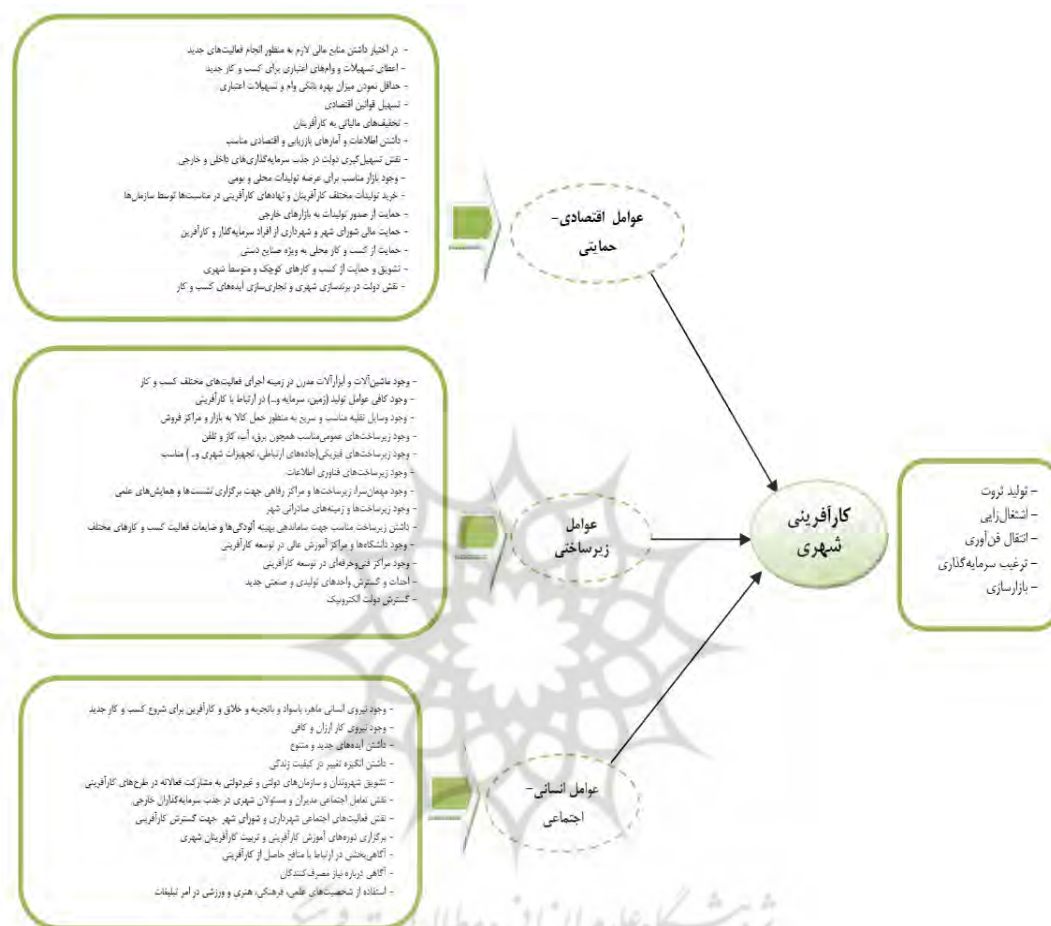 - در اختیار داشتن منابع مالی لازم به منظور انجام فعالیت‌های جدید
- اعطای تسهیلات و وام‌های اعتباری برای کسب و کار جدید
- حداقل نمودن میزان بهره بانکی وام و تسهیلات اعتباری
- تسهیل قوانین اقتصادی
- تخفیف‌های مالیاتی به کارآفرینان
- داشتن اطلاعات و آمارهای بازاریابی و اقتصادی مناسب
- نقش تسهیل‌گیری دولت در جذب سرمایه‌گذاری‌های داخلی و خارجی
- وجود بازار مناسب برای عرضه تولیدات محلی و بومی
- خرید تولیدات مختلف کارآفرینان و نهادهای کارآفرینی در مناسبت‌ها توسط سازمان‌ها
- حمایت از صدور تولیدات به بازارهای خارجی
- حمایت مالی شورای شهر و شهرداری از افراد سرمایه‌گذار و کارآفرین
- حمایت از کسب و کار محلی به ویژه صنایع دستی
- تشویق و حمایت از کسب و کارهای کوچک و متوسط شهری
- نقش دولت در برندسازی شهری و تجاری‌سازی ایده‌های کسب و کار
عوامل اقتصادی-
حمایتی
- وجود ماشین‌آلات و ابزارآلات مدرن در زمینه اجرای فعالیت‌های مختلف کسب و کار
- وجود کافی عوامل تولید (زمین، سرمایه و...) در ارتباط با کارآفرینی
- وجود وسایل نقلیه مناسب و سریع به منظور حمل کالا به بازار و مراکز فروش
- وجود زیرساخت‌های عمومی‌مناسب همچون برق، آب، گاز و تلفن
- وجود زیرساخت‌های فیزیکی(جاده‌های ارتباطی، تجهیزات شهری و... ) مناسب
- وجود زیرساخت‌های فناوری اطلاعات
- وجود مهمان‌سرا، زیرساخت‌ها و مراکز رفاهی جهت برگزاری نشست‌ها و همایش‌های علمی
- وجود زیرساخت‌ها و زمینه‌های صادراتی شهر
- داشتن زیرساخت مناسب جهت ساماندهی بهینه آلودگی‌ها و ضایعات فعالیت کسب و کارهای مختلف
- وجود دانشگاه‌ها و مراکز آموزش عالی در توسعه کارآفرینی
- وجود مراکز فنی‌وحرفه‌ای در توسعه کارآفرینی
- احداث و گسترش واحدهای تولیدی و صنعتی جدید
- گسترش دولت الکترونیک
عوامل
زیرساختی
کارآفرینی
شهری
- تولید ثروت
- اشتغال‌زایی
- انتقال فن‌آوری
- ترغیب سرمایه‌گذاری
- بازارسازی
- وجود نیروی انسانی ماهر، باسواد و باتجربه و خلاق و کارآفرین برای شروع کسب و کار جدید
- وجود نیروی کار ارزان و کافی
- داشتن ایده‌های جدید و متنوع
- داشتن انگیزه تغییر در کیفیت زندگی
- تشویق شهروندان و سازمان‌های دولتی و غیردولتی به مشارکت فعالانه در طرح‌های کارآفرینی
- نقش تعامل اجتماعی مدیران و مسئولان شهری در جذب سرمایه‌گذاران خارجی
- نقش فعالیت‌های اجتماعی شهرداری و شورای شهر جهت گسترش کارآفرینی
- برگزاری دوره‌های آموزش کارآفرینی و تربیت کارآفرینان شهری
- آگاهی‌بخشی در ارتباط با منافع حاصل از کارآفرینی
- آگاهی درباره نیاز مصرف‌کنندگان
- استفاده از شخصیت‌های علمی، فرهنگی، هنری و ورزشی در امر تبلیغات
عوامل انسانی-
اجتماعی